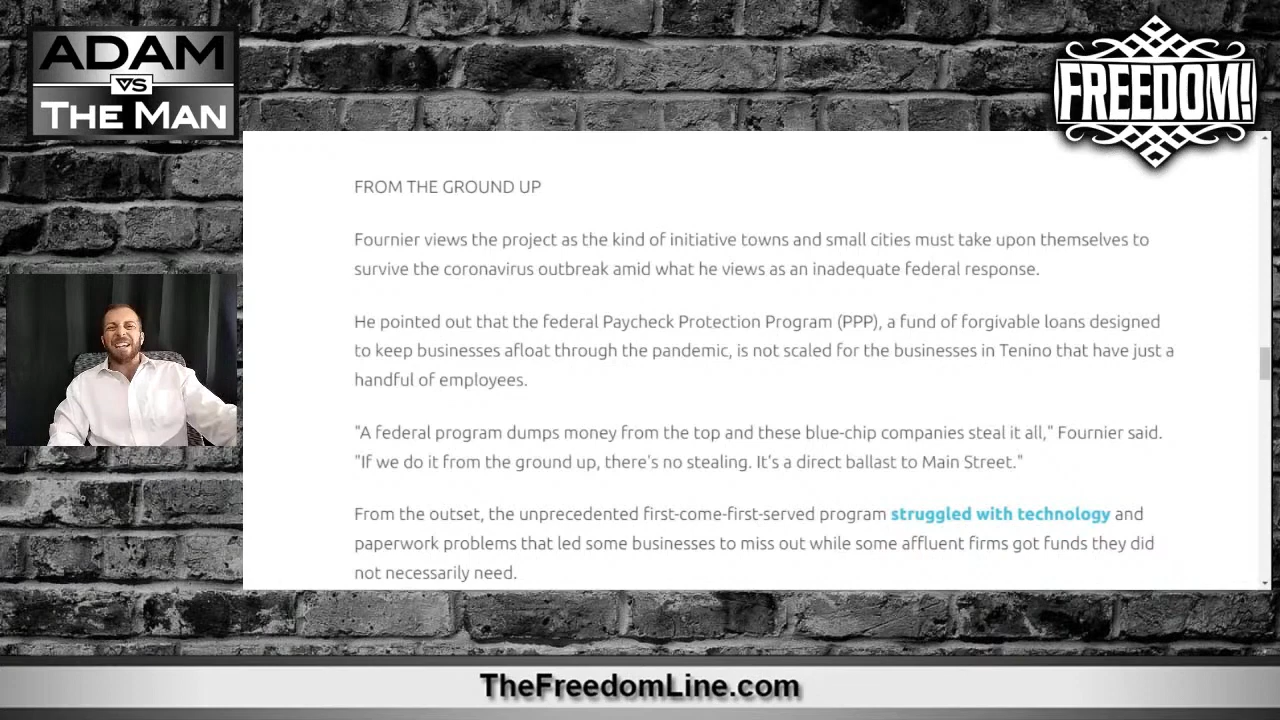 ADAM
VS
THE MAN
FREEDOM!
FROM THE GROUND UP
Fournier views the project as the kind of initiative towns and small cities must take upon themselves to
survive the coronavirus outbreak amid what he views as an inadequate federal response.
He pointed out that the federal Paycheck Protection Program (PPP), a fund of forgivable loans designed
to keep businesses afloat through the pandemic, is not scaled for the businesses in Tenino that have just a
handful of employees.
"A federal program dumps money from the top and these blue-chip companies steal it all," Fournier said.
"If we do it from the ground up, there's no stealing. It's a direct ballast to Main Street."
From the outset, the unprecedented first-come-first-served program struggled with technology and
paperwork problems that led some businesses to miss out while some affluent firms got funds they did
not necessarily need.
TheFreedomLine.com